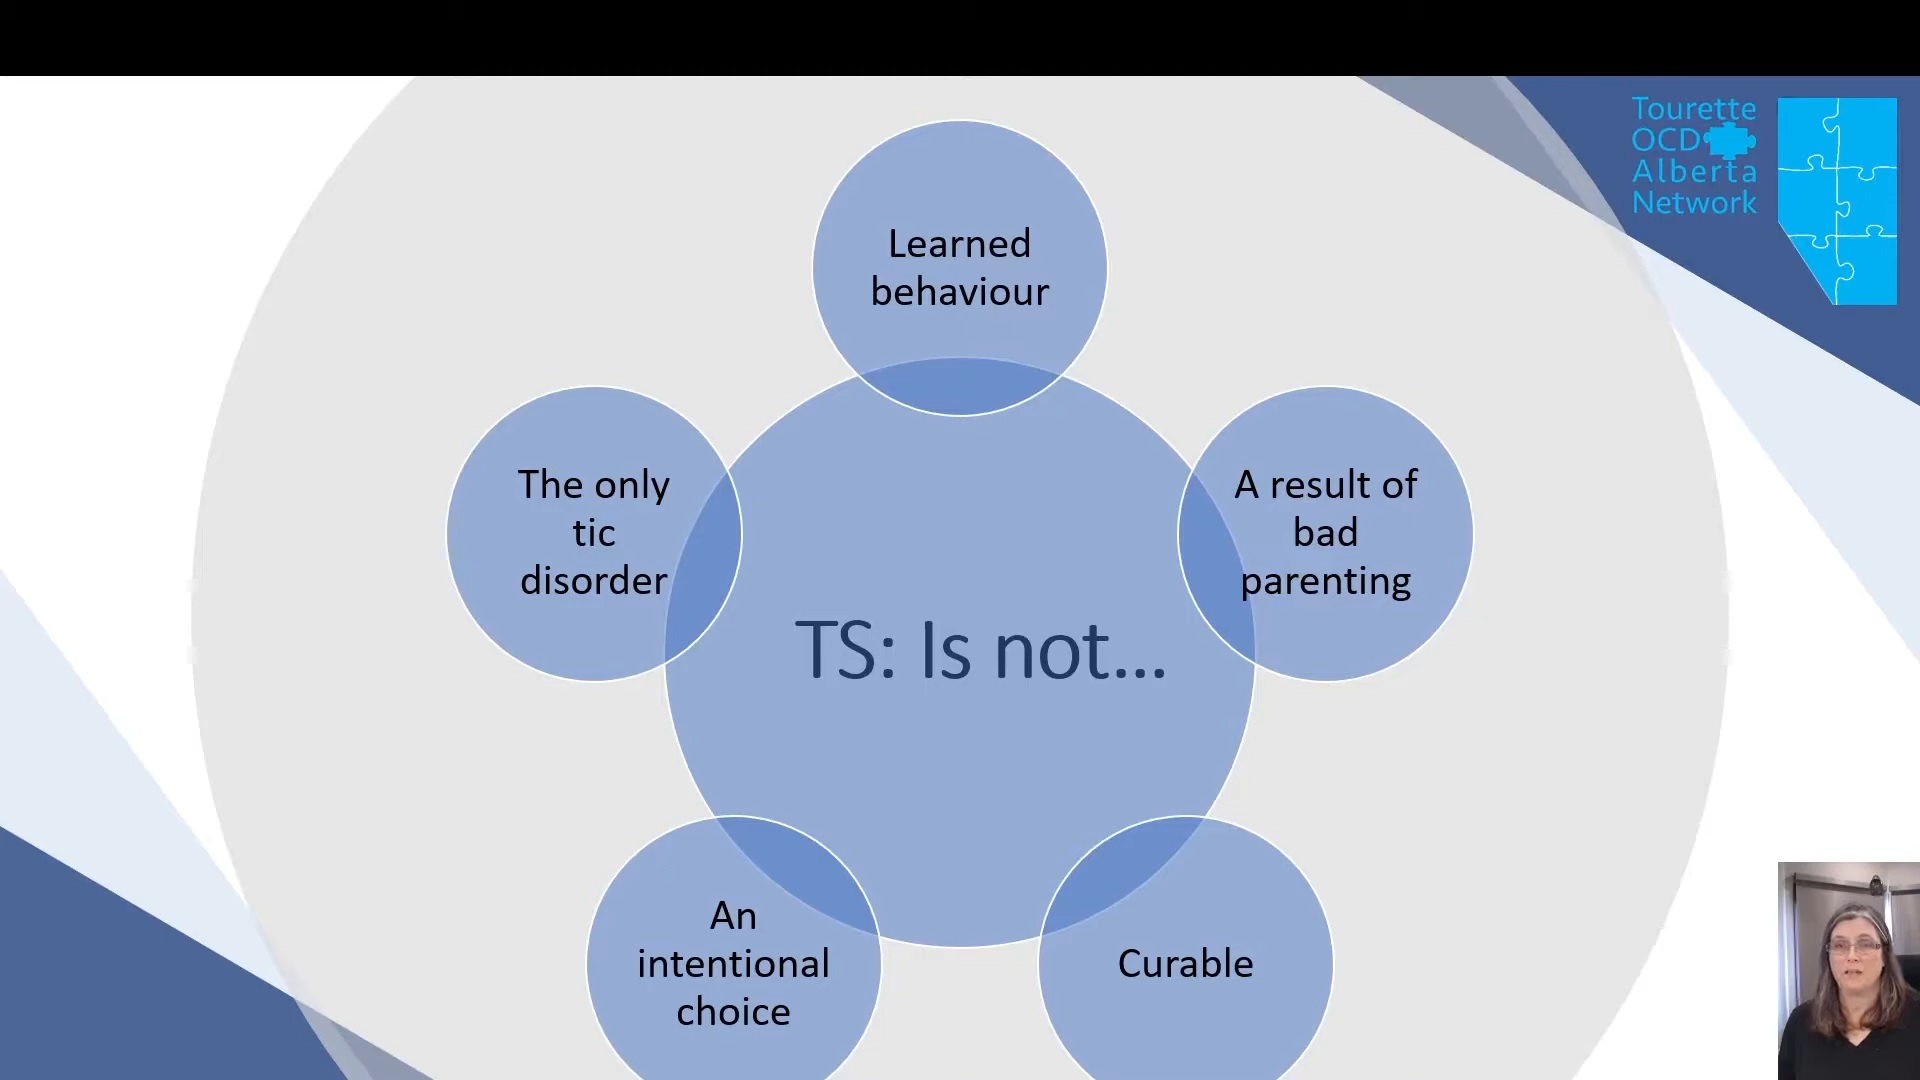 Tourette
OCD
Alberta
Network
Learned
behaviour
The only
tic
disorder
A result of
bad
parenting
TS: Is not...
An
intentional
choice
Curable